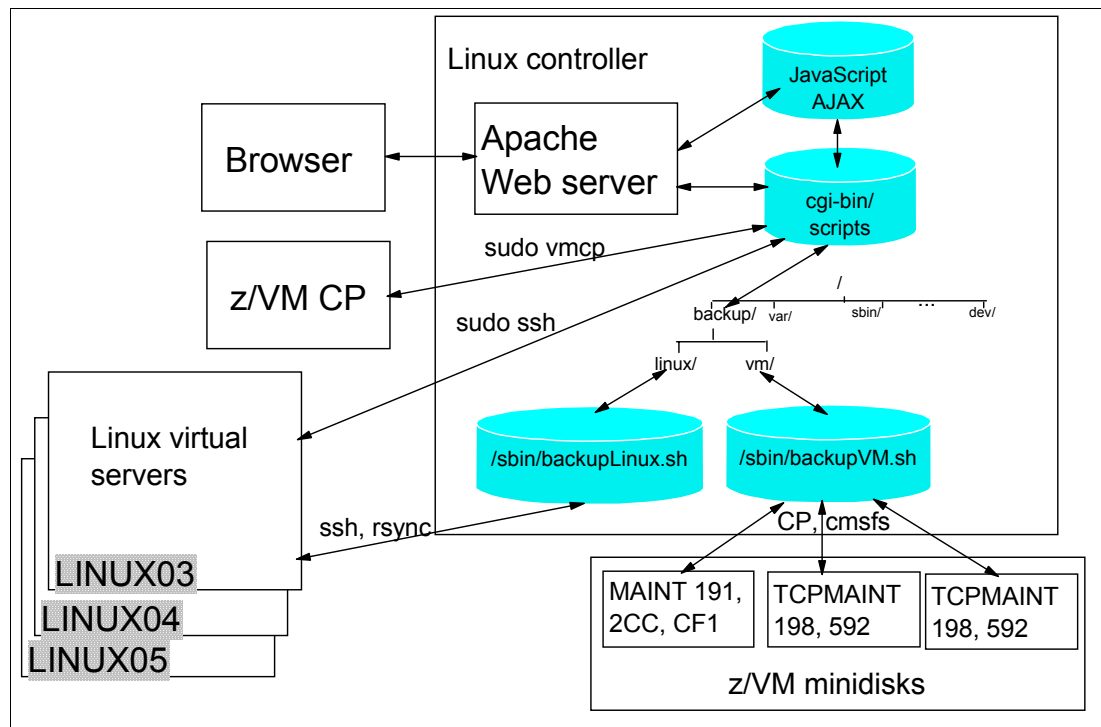 Linux controller
JavaScript
AJAX
Browser
Apache
Web server
cgi-bin/
scripts
sudo vmcp
z/VM CP
sudo ssh
/
backup/
var/
sbin/
...
dev/
linux/
vm/
Linux virtual
servers
/sbin/backupLinux.sh
/sbin/backupVM.sh
ssh, rsync
CP, cmsfs
LINUX03
LINUX04
LINUX05
MAINT 191,
2CC, CF1
TCPMAINT
198, 592
TCPMAINT
198, 592
z/VM minidisks